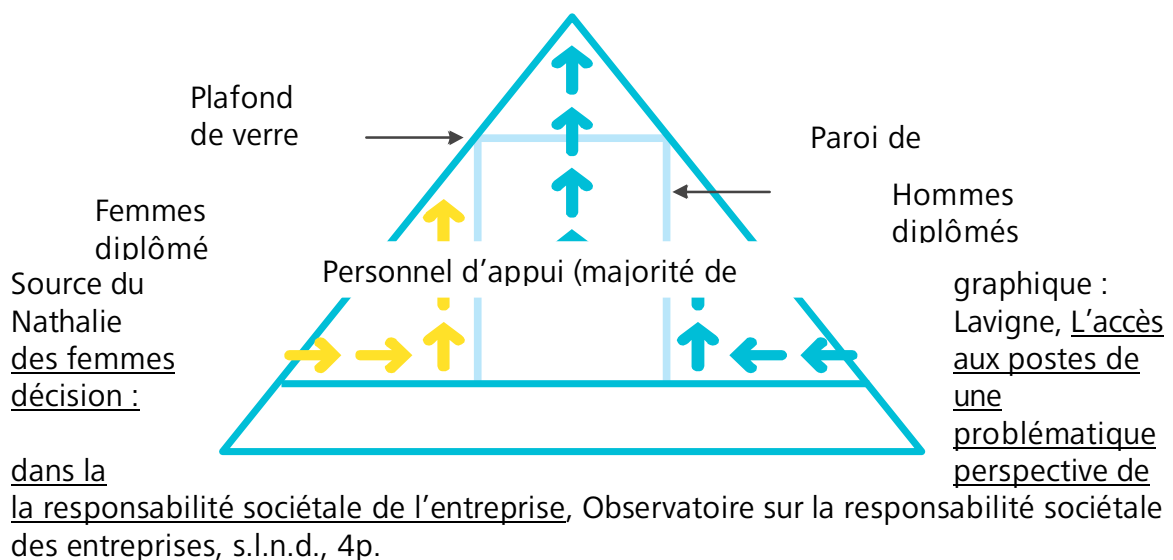 Plafond
de verre
Paroi de
Femmes
diplômé
Hommes
diplômés
Personnel d'appui (majorité de
Source du graphique :
Nathalie Lavigne, L'accès
des femmes aux postes de
décision : une
problématique
dans la perspective de
la responsabilité sociétale de l'entreprise, Observatoire sur la responsabilité sociétale
des entreprises, s.l.n.d., 4p.